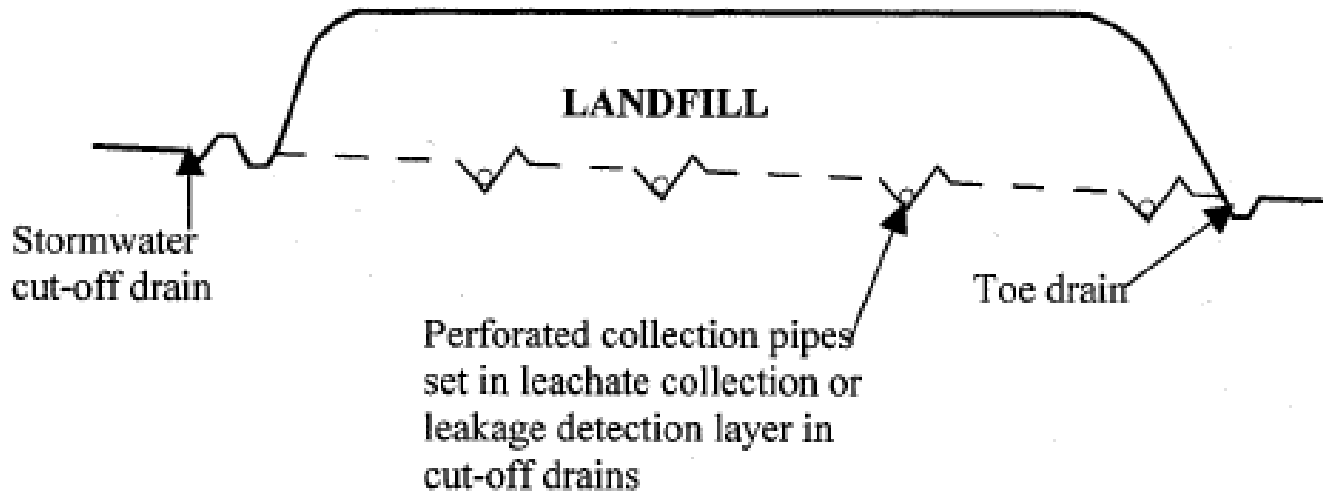 LANDFILL
Stormwater
cut-off drain
Toe drain
Perforated collection pipes
set in leachate collection or
leakage detection layer in
cut-off drains